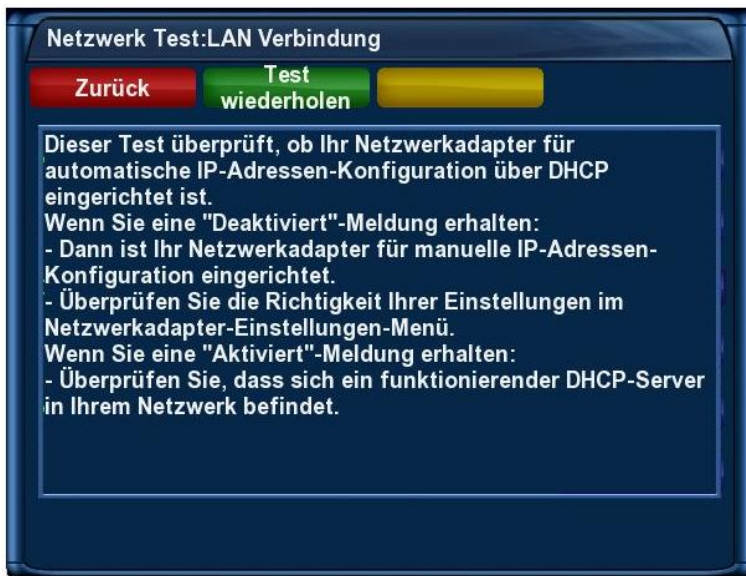 Netzwerk Test:LAN Verbindung
Zurück
Test
wiederholen
Dieser Test überprüft, ob Ihr Netzwerkadapter für
automatische IP-Adressen-Konfiguration über DHCP
eingerichtet ist.
Wenn Sie eine "Deaktiviert"-Meldung erhalten:
- Dann ist Ihr Netzwerkadapter für manuelle IP-Adressen-
Konfiguration eingerichtet.
- Überprüfen Sie die Richtigkeit Ihrer Einstellungen im
Netzwerkadapter-Einstellungen-Menü.
Wenn Sie eine "Aktiviert"-Meldung erhalten:
- Überprüfen Sie, dass sich ein funktionierender DHCP-Server
in Ihrem Netzwerk befindet.